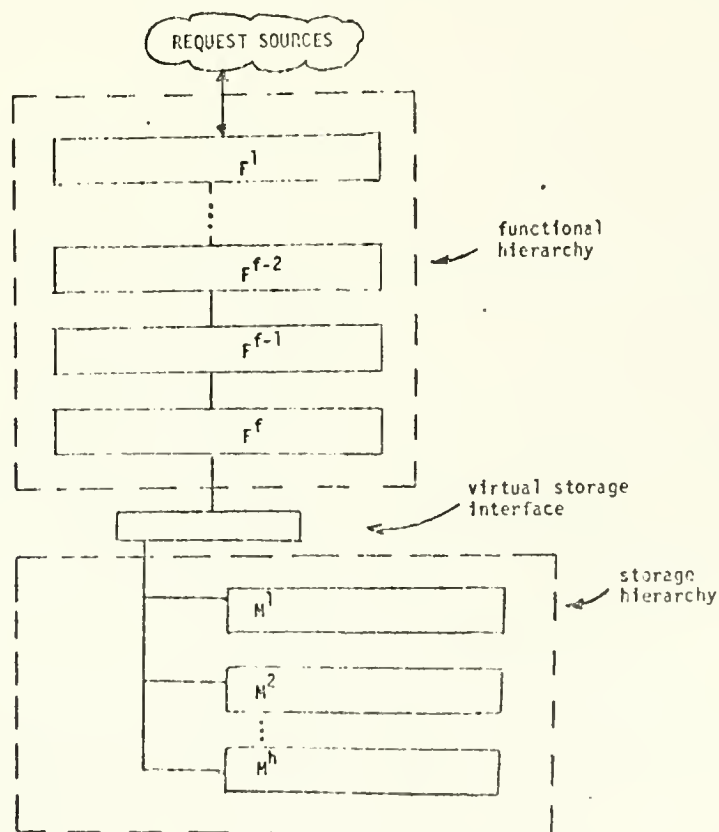 REQUEST SOURCES
F^1
functional
hierarchy
F^f-2
F^f-1
F^f
virtual storage
interface
storage
hierarchy
M^1
M^2
M^h